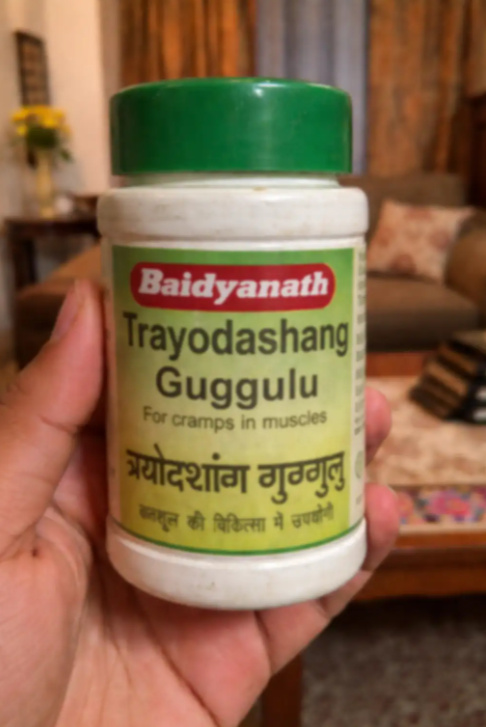 Baidyanath
Trayodashang
Guggulu
For cramps in muscles
त्रयोदशांग गुग्गुलु
की चिकित्सा में उपयोगी